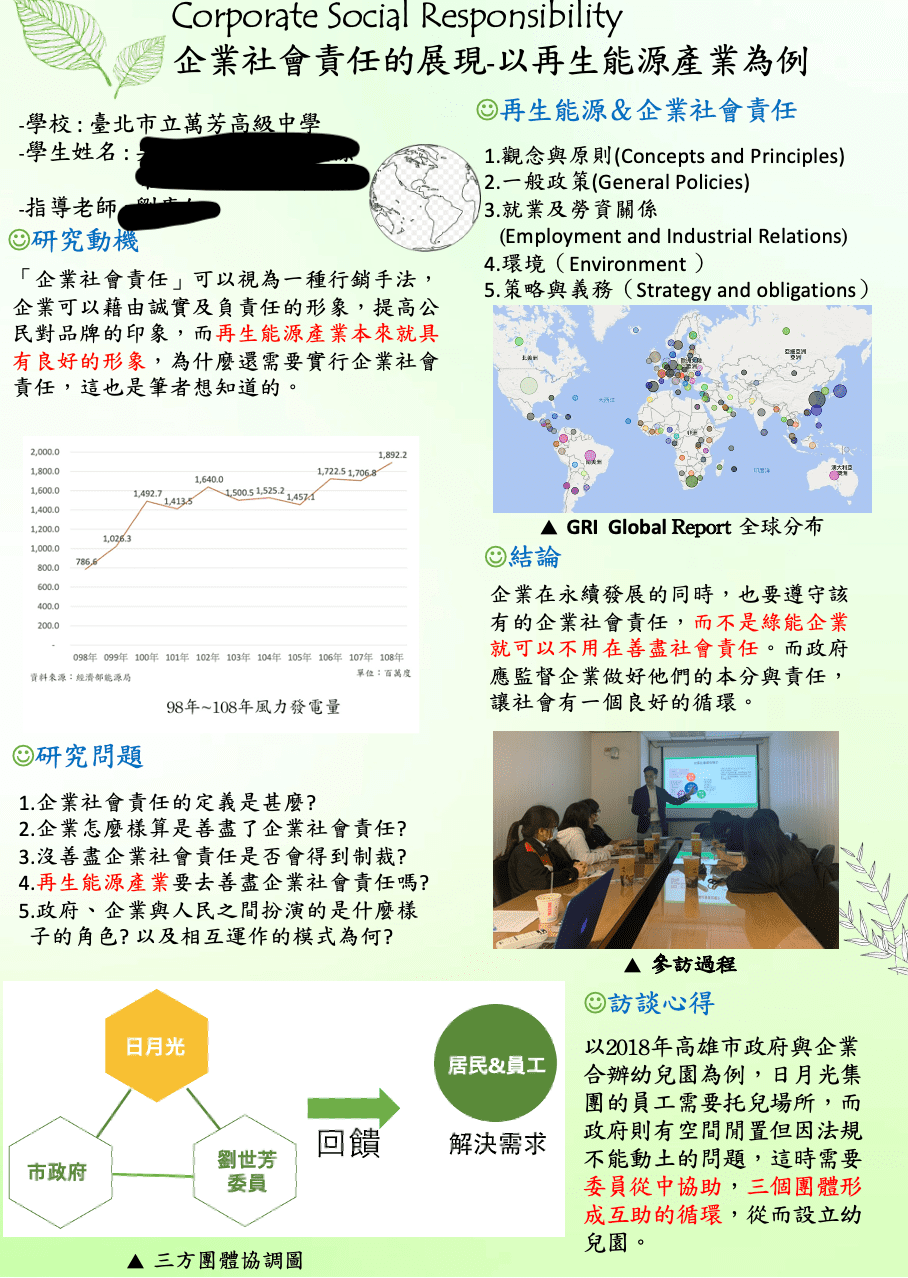 Corporate Social Responsibility
企業社會責任的展現-以再生能源產業為例
-學校 : 臺北市立萬芳高級中學
-學生姓名 :
-指導老師
研究動機
「企業社會責任」可以視為一種行銷手法，
企業可以藉由誠實及負責任的形象，提高公
民對品牌的印象，而再生能源產業本來就具
有良好的形象，為什麼還需要實行企業社會
責任，這也是筆者想知道的。
2,000.0
1,800.0
1,600.0
1,400.0
1,200.0
1,000.0
800.0
600.0
400.0
200.0
-
786.6
1,026.3
1,492.7
1,413.5
1,640.0
1,500.5
1,525.2
1,457.1
1,722.5
1,706.8
1,892.2
098年 099年 100年 101年 102年 103年 104年 105年 106年 107年 108年
資料來源：經濟部能源局
單位：百萬度
98年~108年風力發電量
研究問題
1.企業社會責任的定義是甚麼?
2.企業怎麼樣算是善盡了企業社會責任?
3.沒善盡企業社會責任是否會得到制裁?
4.再生能源產業要去善盡企業社會責任嗎?
5.政府、企業與人民之間扮演的是什麼樣
子的角色? 以及相互運作的模式為何?
日月光
市政府
劉世芳
委員
回饋
居民&員工
解決需求
▲ 三方團體協調圖
再生能源＆企業社會責任
1.觀念與原則(Concepts and Principles)
2.一般政策(General Policies)
3.就業及勞資關係
(Employment and Industrial Relations)
4.環境（Environment ）
5.策略與義務（Strategy and obligations）
北美洲
大西洋
非洲
南美洲
印度洋
澳大利亞
▲ GRI Global Report 全球分布
結論
企業在永續發展的同時，也要遵守該
有的企業社會責任，而不是綠能企業
就可以不用在善盡社會責任。而政府
應監督企業做好他們的本分與責任，
讓社會有一個良好的循環。
▲ 參訪過程
訪談心得
以2018年高雄市政府與企業
合辦幼兒園為例，日月光集
團的員工需要托兒場所，而
政府則有空間閒置但因法規
不能動土的問題，這時需要
委員從中協助，三個團體形
成互助的循環，從而設立幼
兒園。